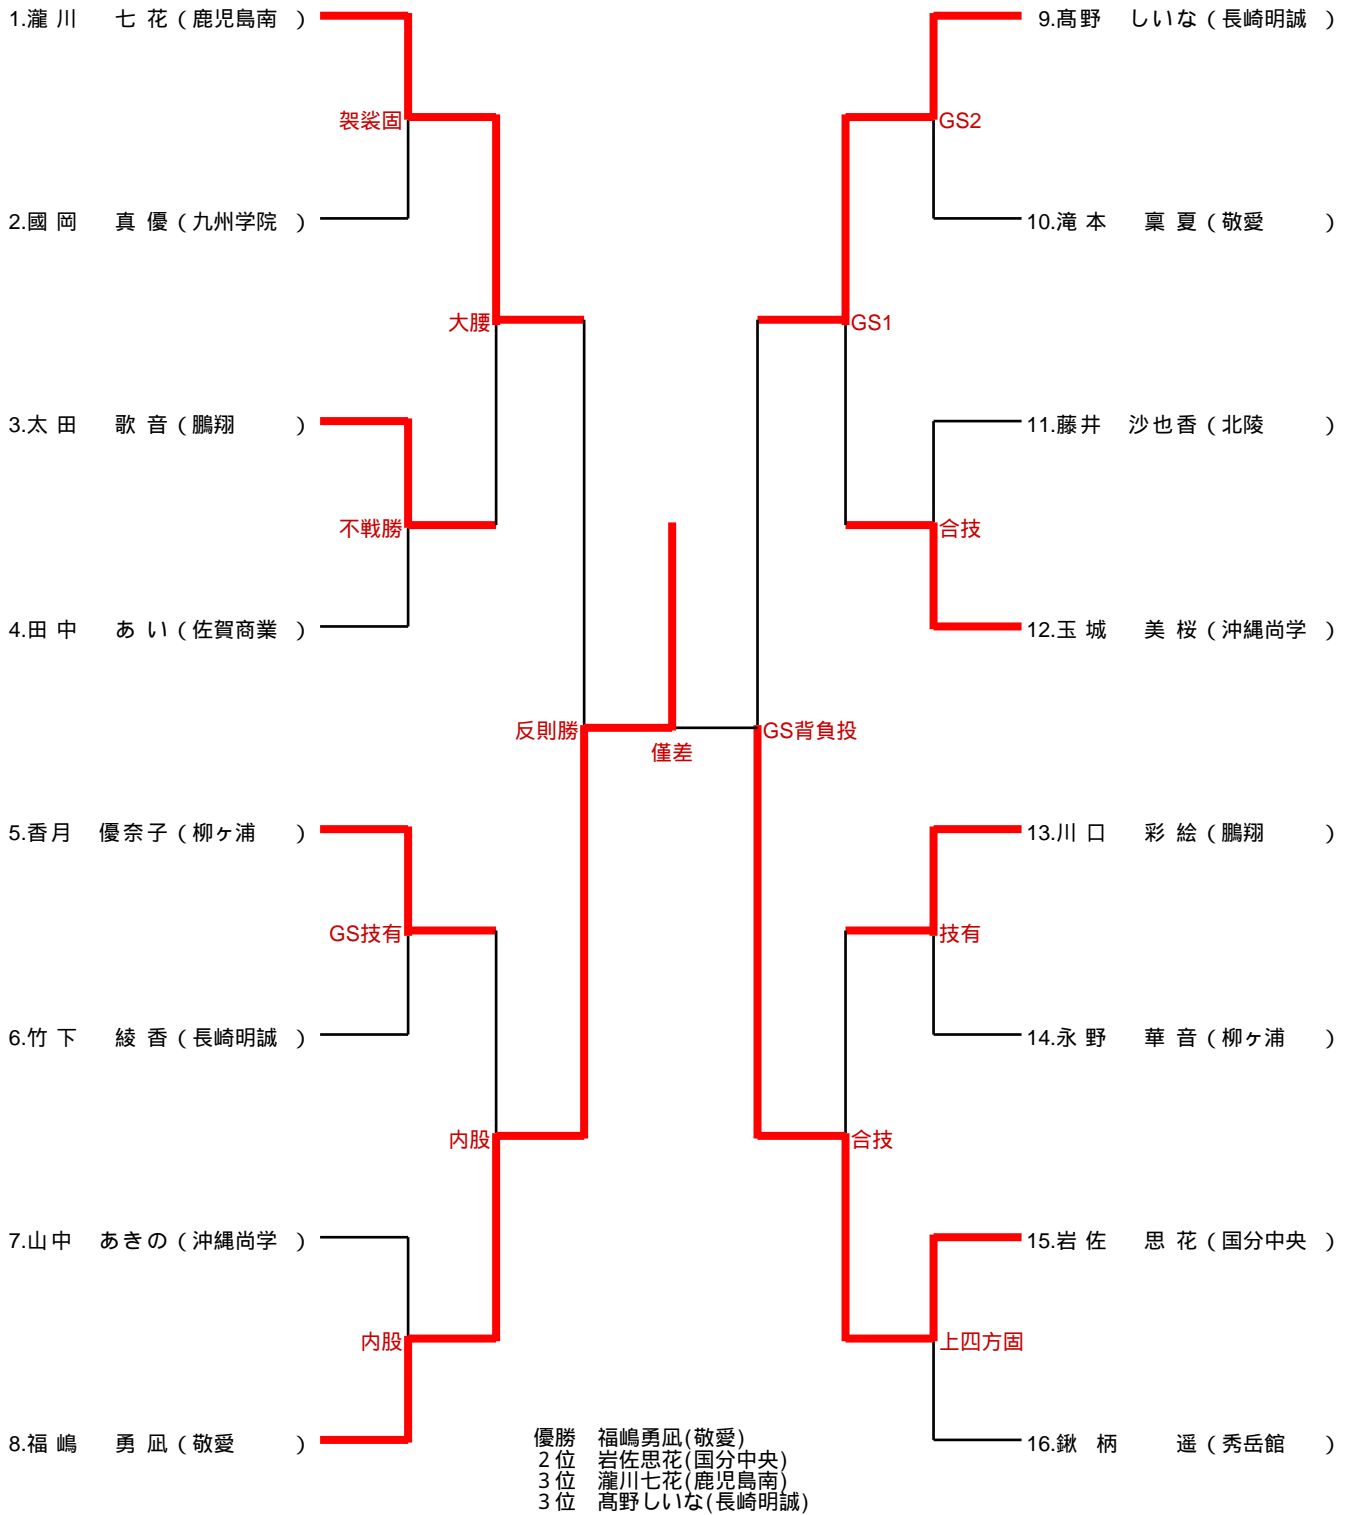 1.瀧川　七花（鹿児島南）
袈裟固
2.國岡　真優（九州学院）
大腰
3.太田　歌音（鵬翔）
不戦勝
4.田中　あい（佐賀商業）
反則勝
5.香月　優奈子（柳ヶ浦）
GS技有
6.竹下　綾香（長崎明誠）
内股
7.山中　あきの（沖縄尚学）
内股
8.福嶋　勇凪（敬愛）
僅差
9.髙野　しいな（長崎明誠）
GS2
10.滝本　稟夏（敬愛）
GS1
11.藤井　沙也香（北陵）
合技
12.玉城　美桜（沖縄尚学）
GS背負投
13.川口　彩絵（鵬翔）
技有
14.永野　華音（柳ヶ浦）
合技
15.岩佐　思花（国分中央）
上四方固
16.鍬柄　遥（秀岳館）
優勝　福嶋勇凪(敬愛)
2位　岩佐思花(国分中央)
3位　瀧川七花(鹿児島南)
3位　髙野しいな(長崎明誠)